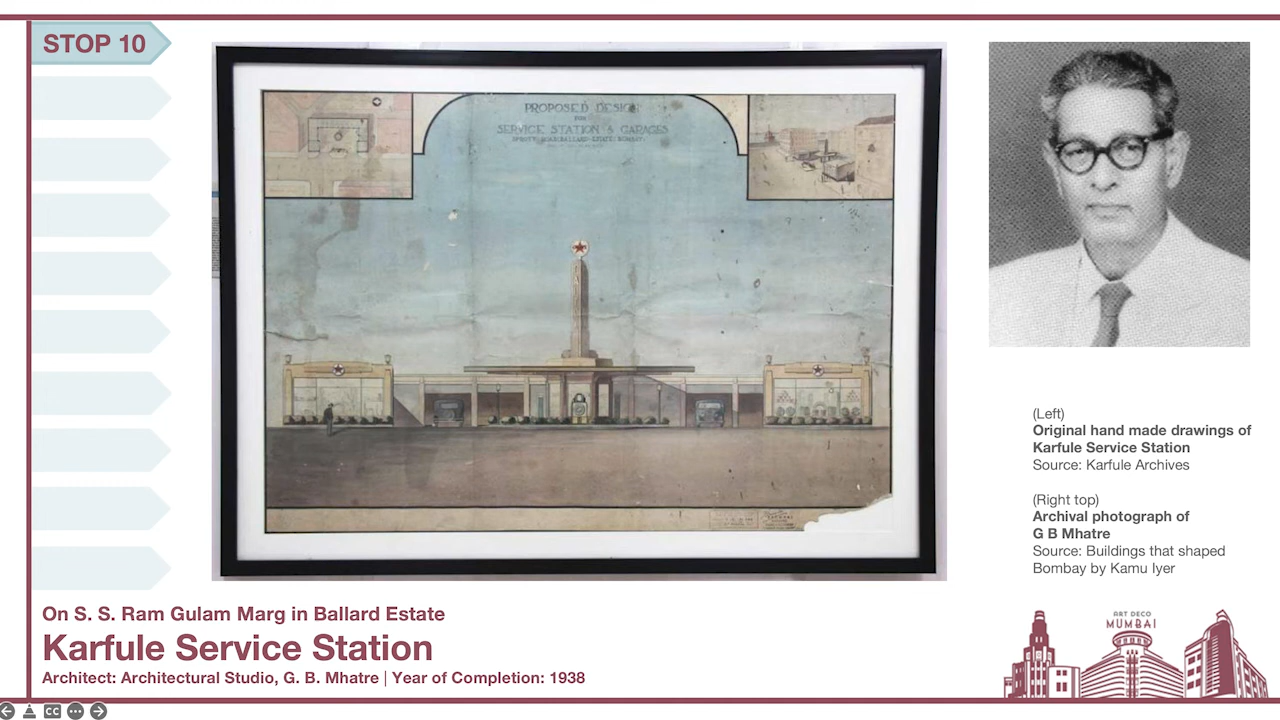 STOP 10
PROPOSED DESIGN
FOR
SERVICE STATION & GARAGES
(Left)
Original hand made drawings of
Karfule Service Station
Source: Karfule Archives
(Right top)
Archival photograph of
G B Mhatre
Source: Buildings that shaped
Bombay by Kamu Iyer
On S. S. Ram Gulam Marg in Ballard Estate
Karfule Service Station
Architect: Architectural Studio, G. B. Mhatre | Year of Completion: 1938
ART DECO
MUMBAI
CC